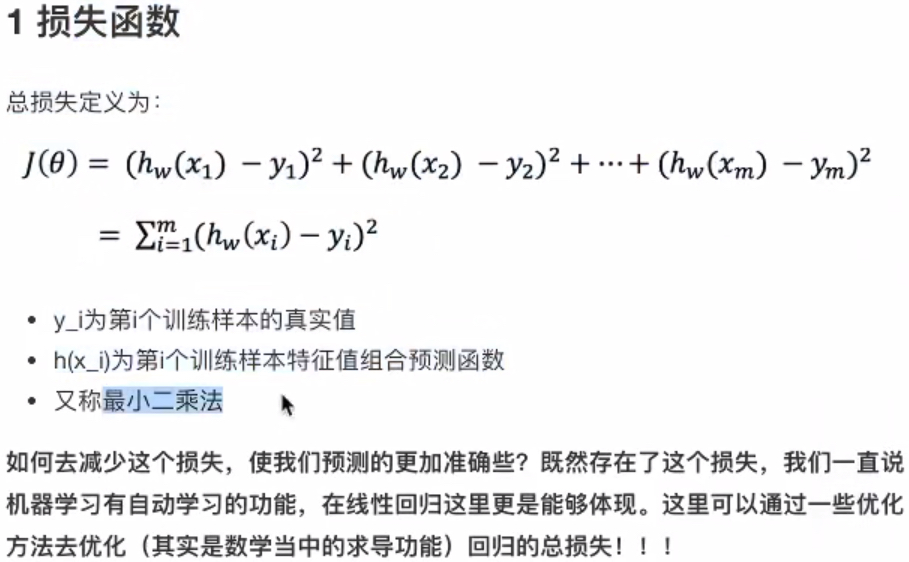 1 损失函数
总损失定义为：
J(θ) = (h_w(x_1) − y_1)^2 + (h_w(x_2) − y_2)^2 + ⋯ + (h_w(x_m) − y_m)^2
= ∑_{i=1}^{m}(h_w(x_i) − y_i)^2
• y_i为第i个训练样本的真实值
• h(x_i)为第i个训练样本特征值组合预测函数
• 又称最小二乘法
如何去减少这个损失，使我们预测的更加准确些？既然存在了这个损失，我们一直说
机器学习有自动学习的功能，在线性回归这里更是能够体现。这里可以通过一些优化
方法去优化（其实是数学当中的求导功能）回归的总损失！！！